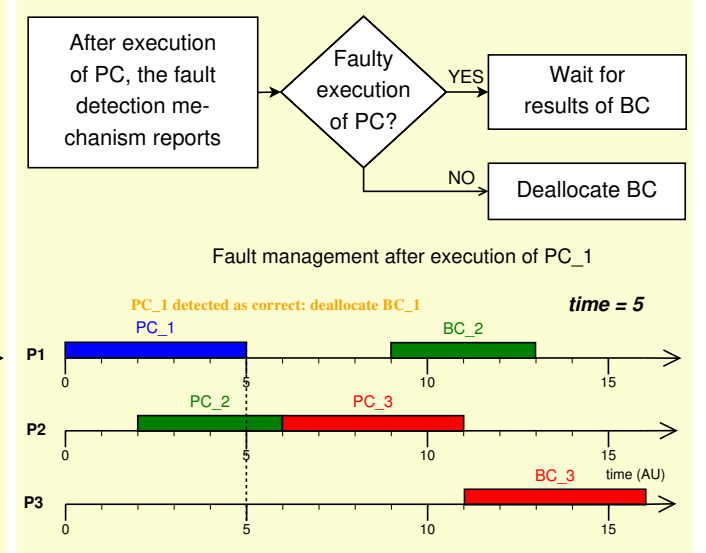 After execution
of PC, the fault
detection me-
chanism reports
Faulty
execution
of PC?
YES
Wait for
results of BC
NO
Deallocate BC
Fault management after execution of PC_1
PC_1 detected as correct: deallocate BC_1
time = 5
PC_1
BC_2
P1
0
5
10
15
PC_2
PC_3
P2
0
5
10
15
BC_3
time (AU)
P3
0
5
10
15